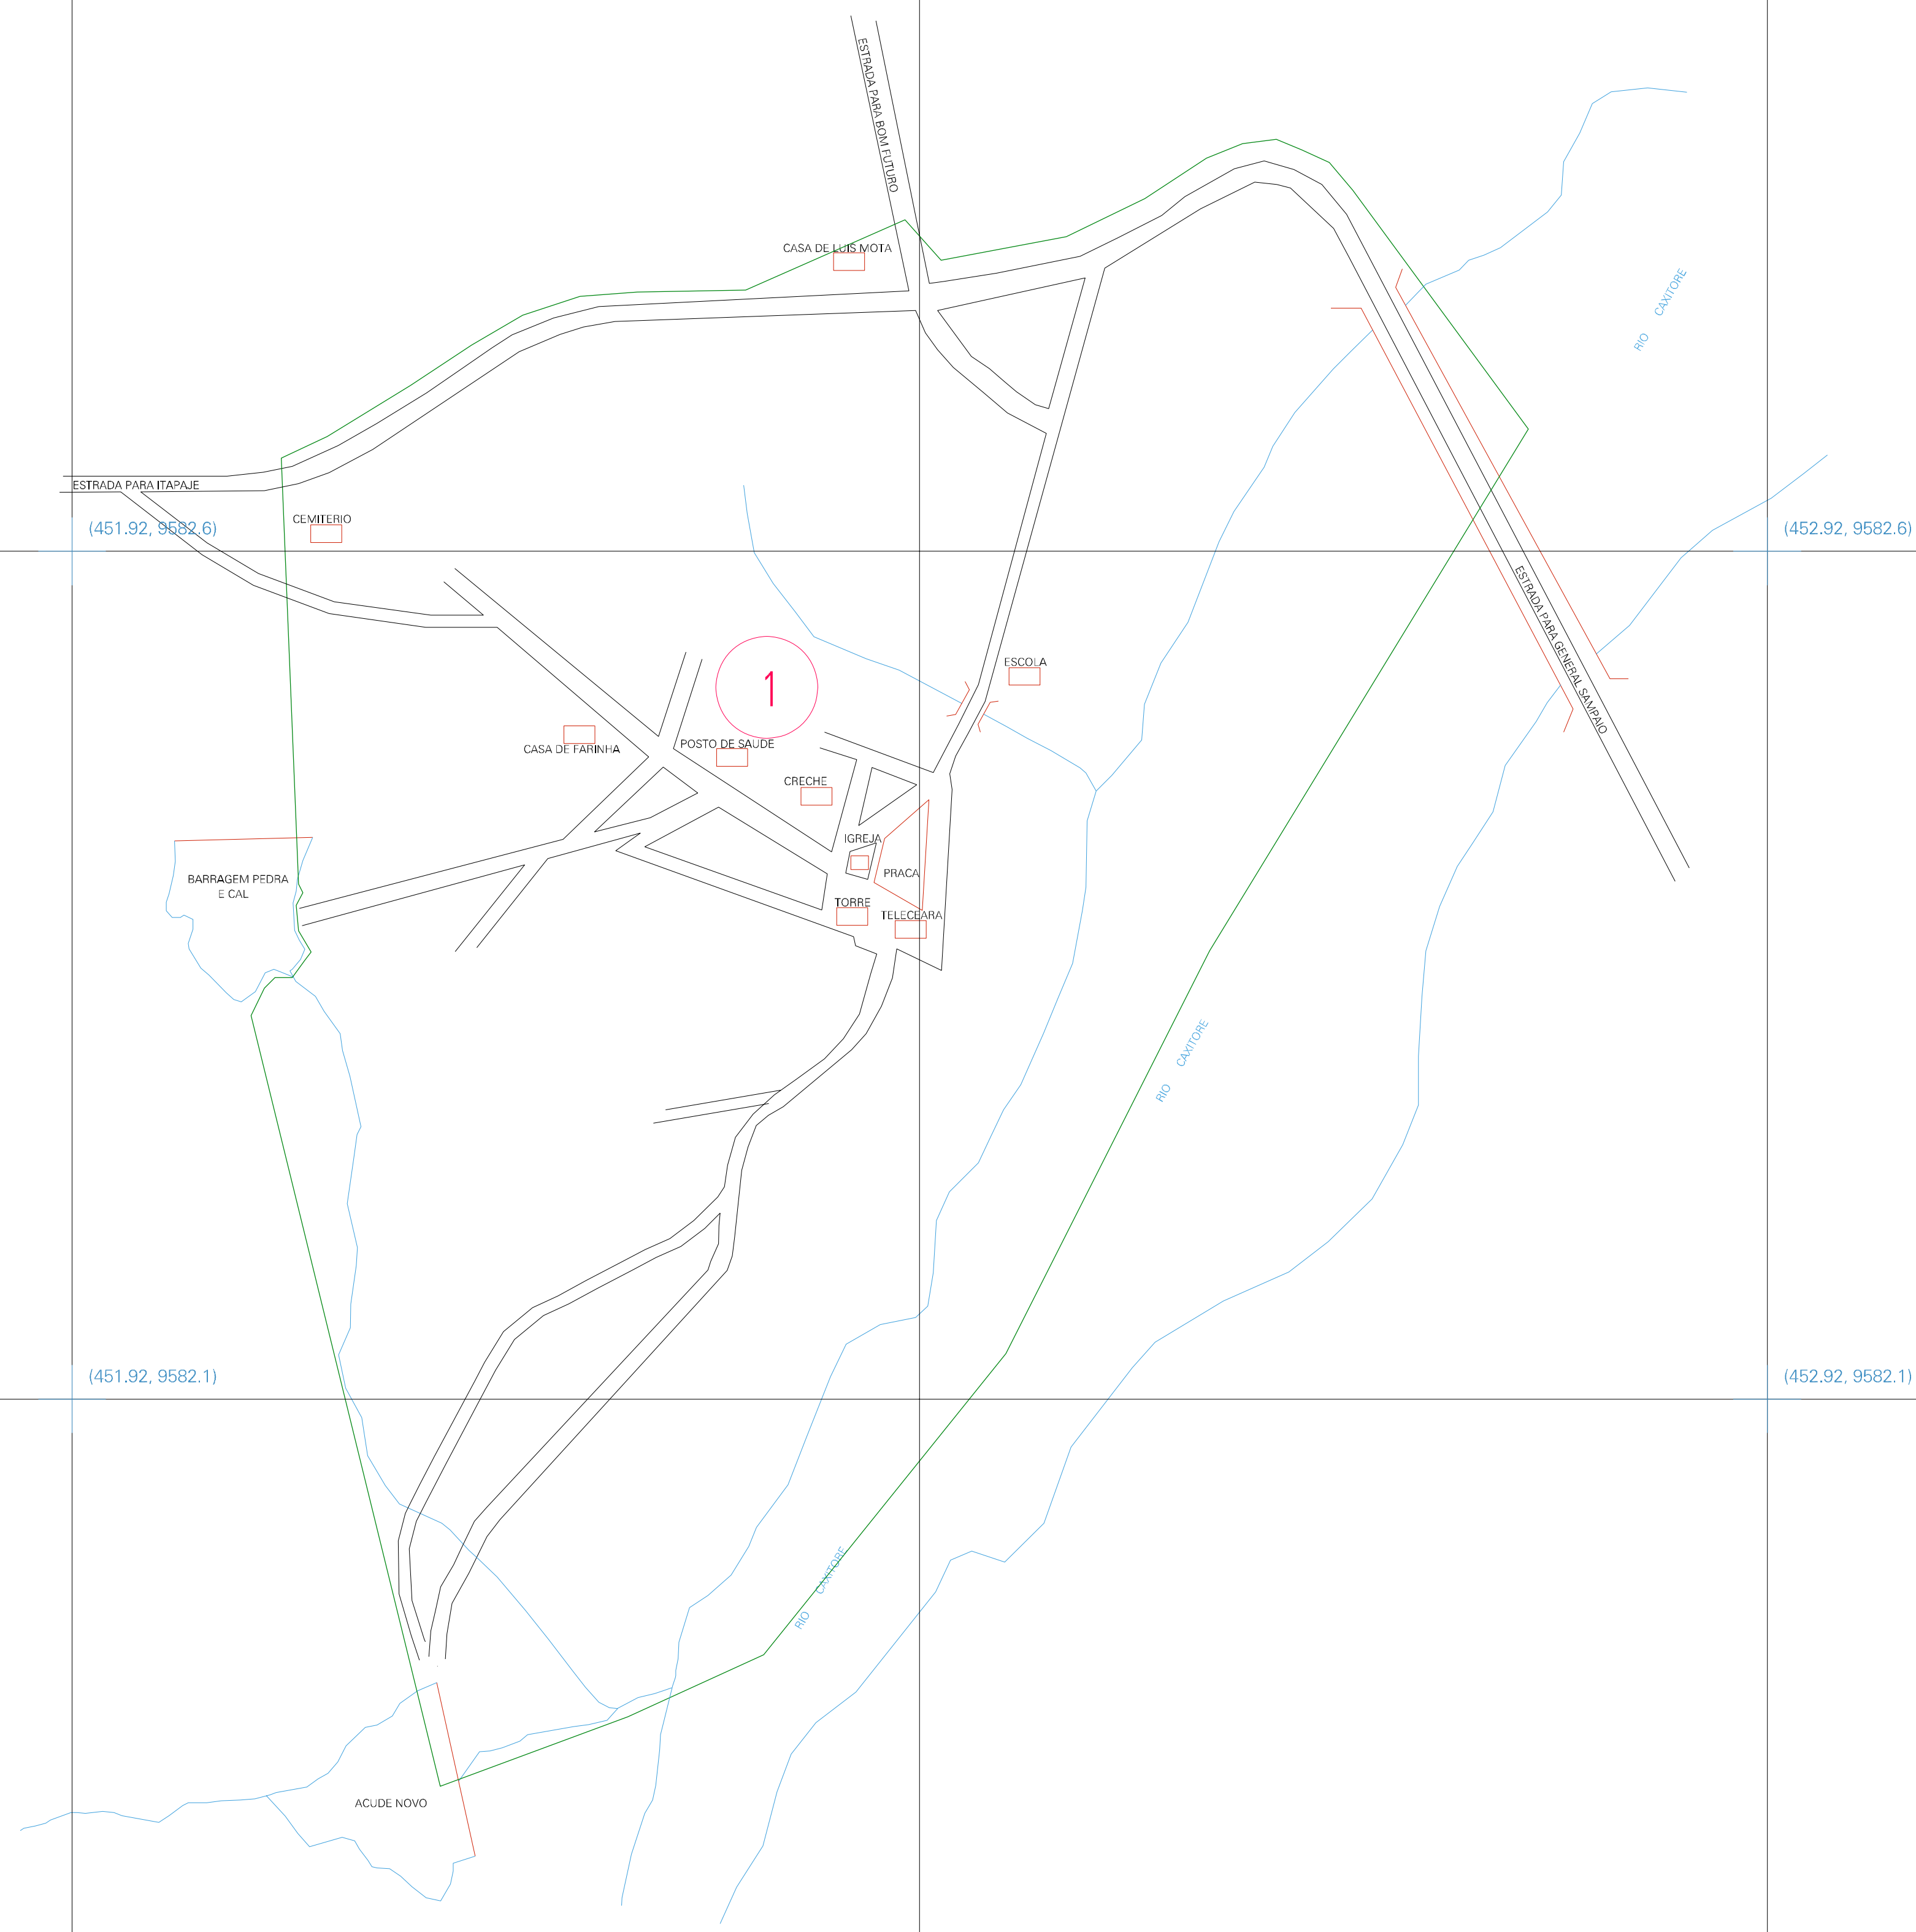 ESTRADA PARA BOM FUTURO
CASA DE LUIS MOTA
RIO CAXITORE
ESTRADA PARA ITAPAJE
CEMITERIO
(451.92, 9582.6)
(452.92, 9582.6)
ESTRADA PARA GENERAL SAMPAIO
ESCOLA
1
CASA DE FARINHA
POSTO DE SAUDE
CRECHE
IGREJA
PRACA
BARRAGEM PEDRA
E CAL
TORRE
TELECEARA
RIO CAXITORE
(451.92, 9582.1)
(452.92, 9582.1)
RIO CAXITORE
ACUDE NOVO